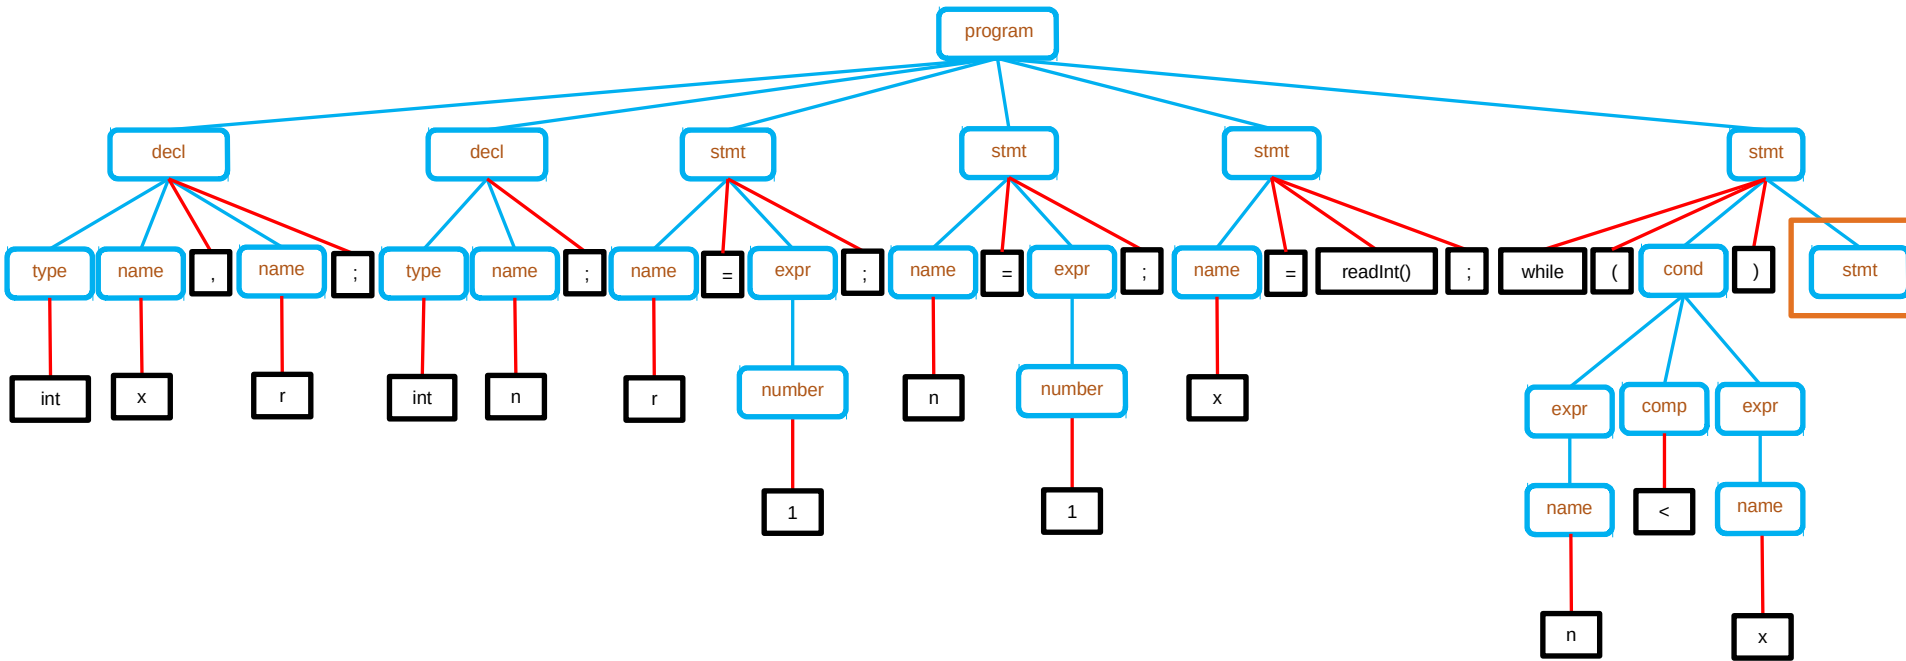 program
decl decl stmt stmt stmt stmt
type name , name ; type name ; name = expr ; name = expr ; name = readInt() ; while ( cond ) stmt
int x r int n r number n number x expr comp expr
1 1 name < name
n x